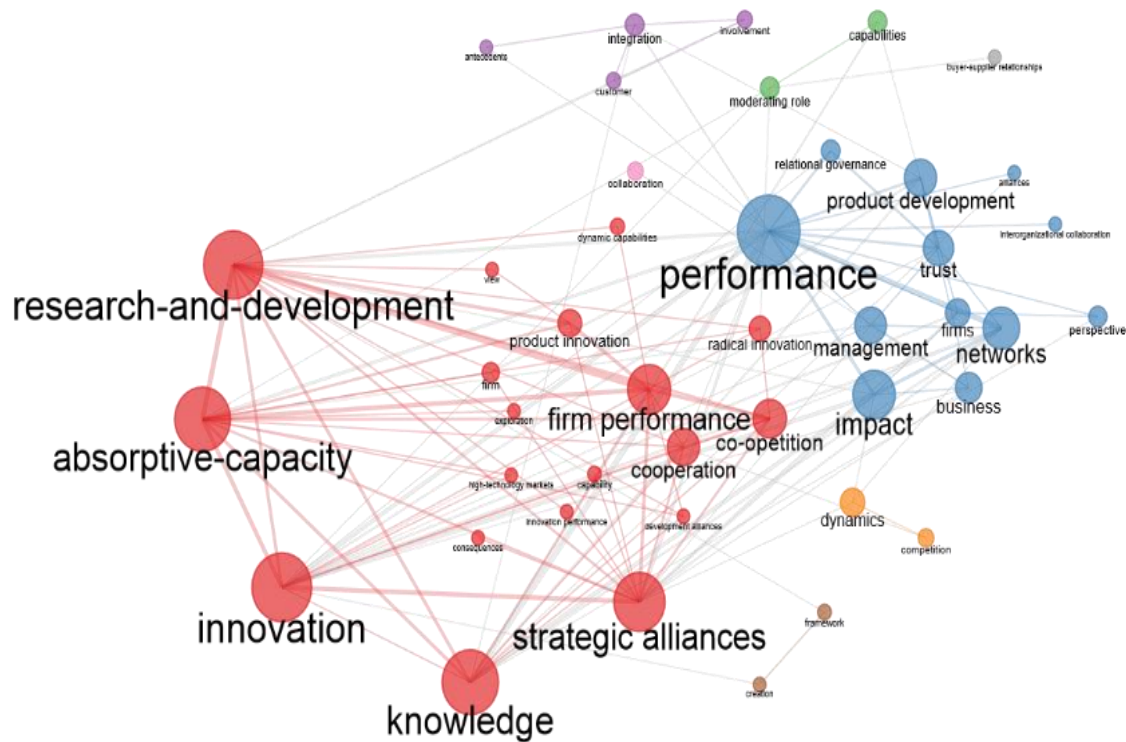 involvement
integration
capabilities
antecedents
buyer-supplier relationships
customer
moderating role
relational governance
collaboration
alliances
product development
dynamic capabilities
interorganizational collaboration
view
trust
performance
research-and-development
firms
perspective
product innovation
radical innovation
management
networks
firm
business
exploration
firm performance
impact
co-opetition
absorptive-capacity
cooperation
high-technology markets
capability
innovation performance
development alliances
dynamics
consequences
competition
innovation
framework
strategic alliances
creation
knowledge